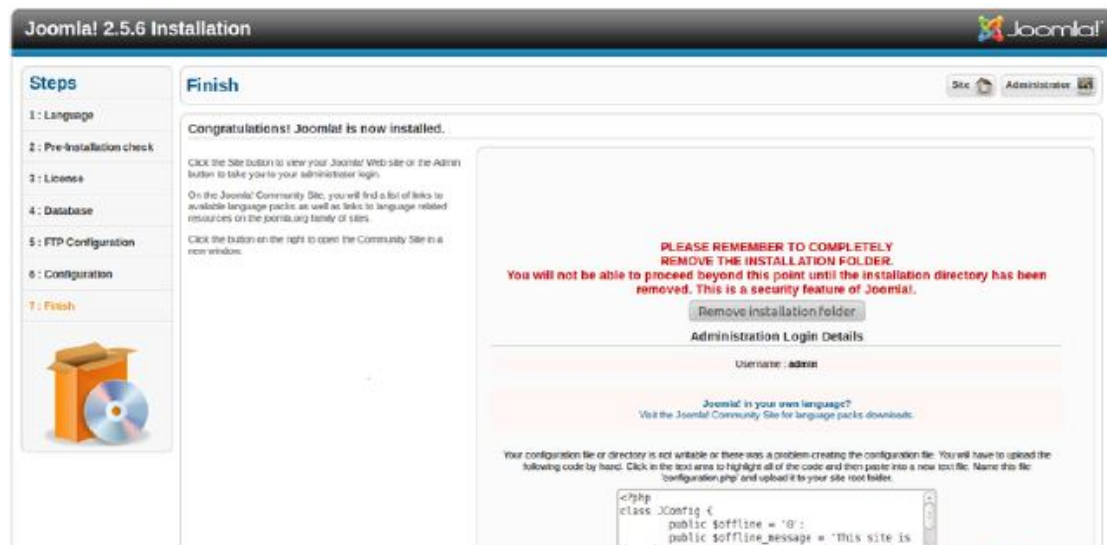 Joomla! 2.5.6 Installation
Joomla!
Steps
1 : Language
2 : Pre-Installation check
3 : License
4 : Database
5 : FTP Configuration
6 : Configuration
7 : Finish
Finish
Site
Administrator
Congratulations! Joomla! is now installed.
Click the Site button to view your Joomla! Web site or the Admin
button to take you to your administrator login.
On the Joomla! Community Site, you will find a list of links to
available language packs as well as links to language related
resources on the joomla.org family of sites.
Click the button on the right to open the Community Site in a
new window.
PLEASE REMEMBER TO COMPLETELY
REMOVE THE INSTALLATION FOLDER.
You will not be able to proceed beyond this point until the installation directory has been
removed. This is a security feature of Joomla!.
Remove installation folder
Administration Login Details
Username : admin
Joomla! in your own language?
Visit the Joomla! Community Site for language packs downloads.
Your configuration file or directory is not writable or there was a problem creating the configuration file. You will have to upload the
following code by hand. Click in the text area to highlight all of the code and then paste into a new text file. Name this file
'configuration.php' and upload it to your site root folder.
<?php
class JConfig {
public $offline = '0';
public $offline_message = 'This site is